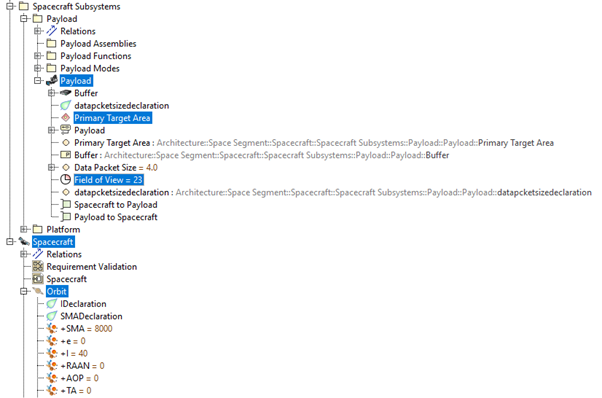 Spacecraft Subsystems
Payload
Relations
Payload Assemblies
Payload Functions
Payload Modes
Payload
Buffer
datapcketsizedeclaration
Primary Target Area
Payload
Primary Target Area : Architecture::Space Segment::Spacecraft::Spacecraft Subsystems::Payload::Payload::Primary Target Area
Buffer : Architecture::Space Segment::Spacecraft::Spacecraft Subsystems::Payload::Payload::Buffer
Data Packet Size = 4.0
Field of View = 23
datapcketsizedeclaration : Architecture::Space Segment::Spacecraft::Spacecraft Subsystems::Payload::Payload::datapcketsizedeclaration
Spacecraft to Payload
Payload to Spacecraft
Platform
Spacecraft
Relations
Requirement Validation
Spacecraft
Orbit
IDeclaration
SMADeclaration
+SMA = 8000
+e = 0
+I = 40
+RAAN = 0
+AOP = 0
+TA = 0